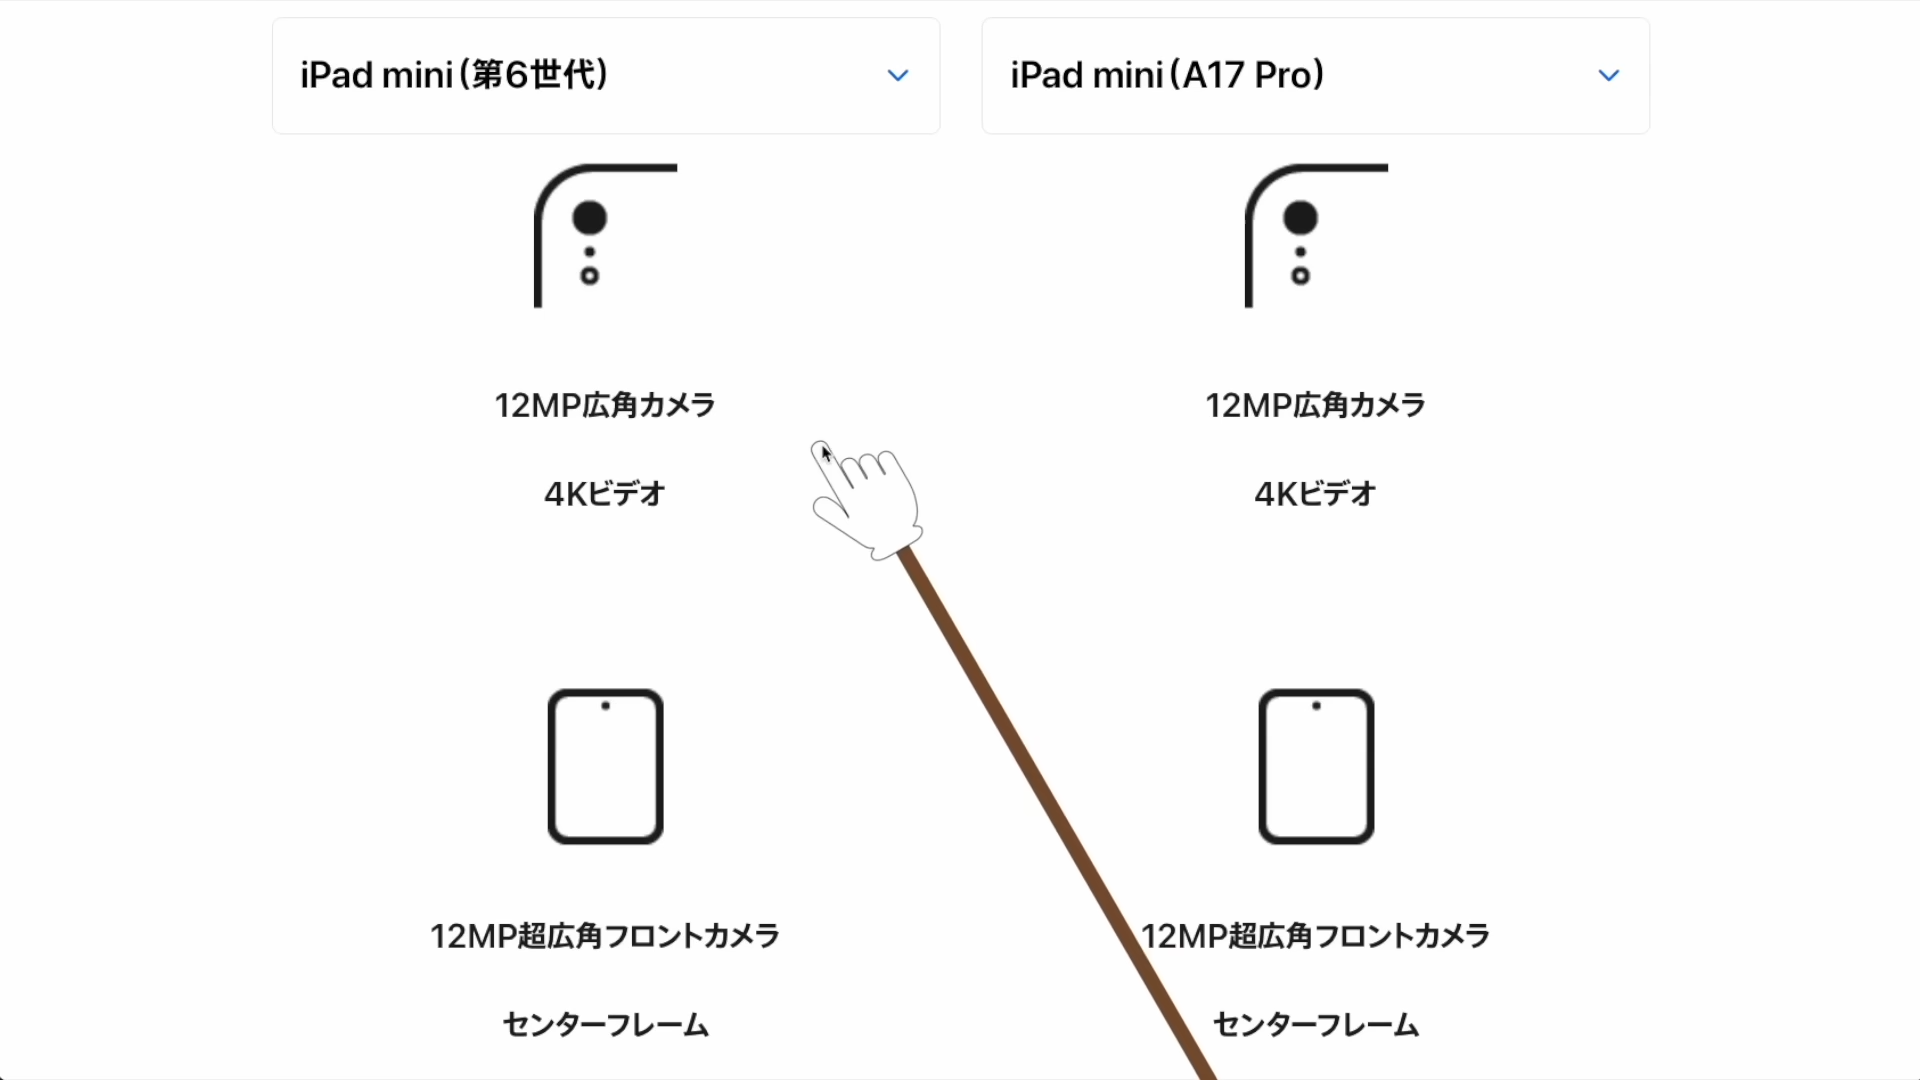 iPad mini（第6世代）
iPad mini（A17 Pro）
12MP広角カメラ
12MP広角カメラ
4Kビデオ
4Kビデオ
12MP超広角フロントカメラ
12MP超広角フロントカメラ
センターフレーム
センターフレーム